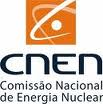 CNEN
Comissão Nacional
de Energia Nuclear